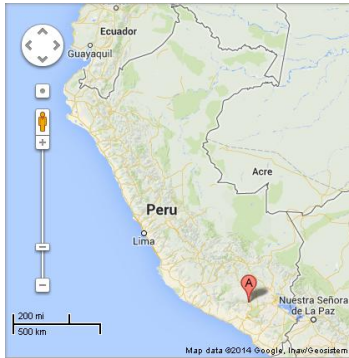 Ecuador
Guayaquil
Acre
Peru
Lima
A
Nuestra Señora
de La Paz
200 mi
500 km
Map data ©2014 Google, Inav/Geosistem